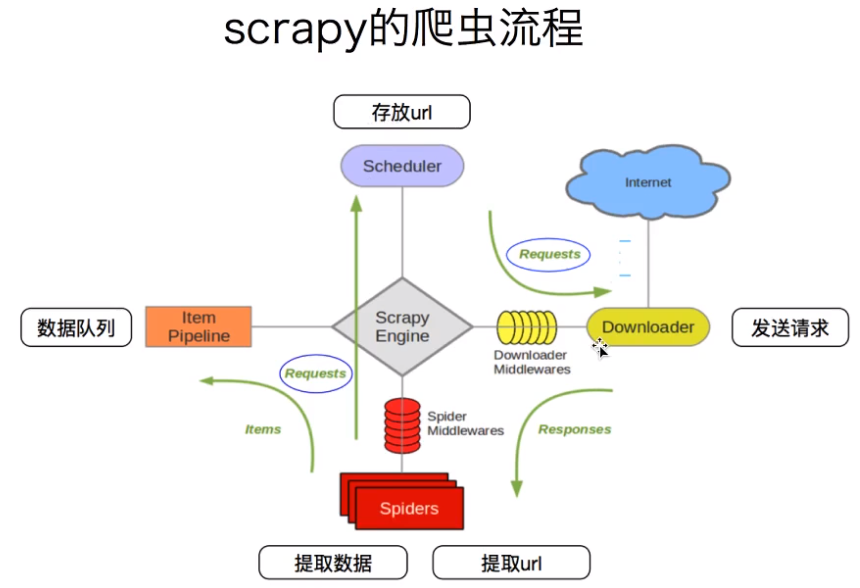 scrapy的爬虫流程
存放url
Scheduler
Internet
Requests
数据队列
Item
Pipeline
Scrapy
Engine
Downloader
发送请求
Downloader
Middlewares
Requests
Items
Spider
Middlewares
Responses
Spiders
提取数据
提取url